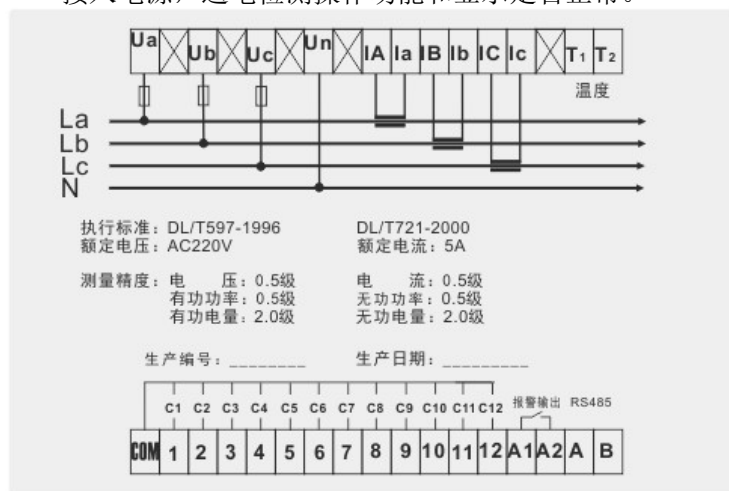 接入电源，送电检测操作功能和显示是否正常。
Ua Ub Uc Un IA Ia IB Ib IC Ic T1 T2
温度
La
Lb
Lc
N
执行标准：DL/T597-1996 DL/T721-2000
额定电压：AC220V 额定电流：5A
测量精度：电 压：0.5级 电 流：0.5级
有功功率：0.5级 无功功率：0.5级
有功电量：2.0级 无功电量：2.0级
生产编号：________ 生产日期：_________
C1 C2 C3 C4 C5 C6 C7 C8 C9 C10 C11 C12 报警输出 RS485
COM 1 2 3 4 5 6 7 8 9 10 11 12 A1 A2 A B